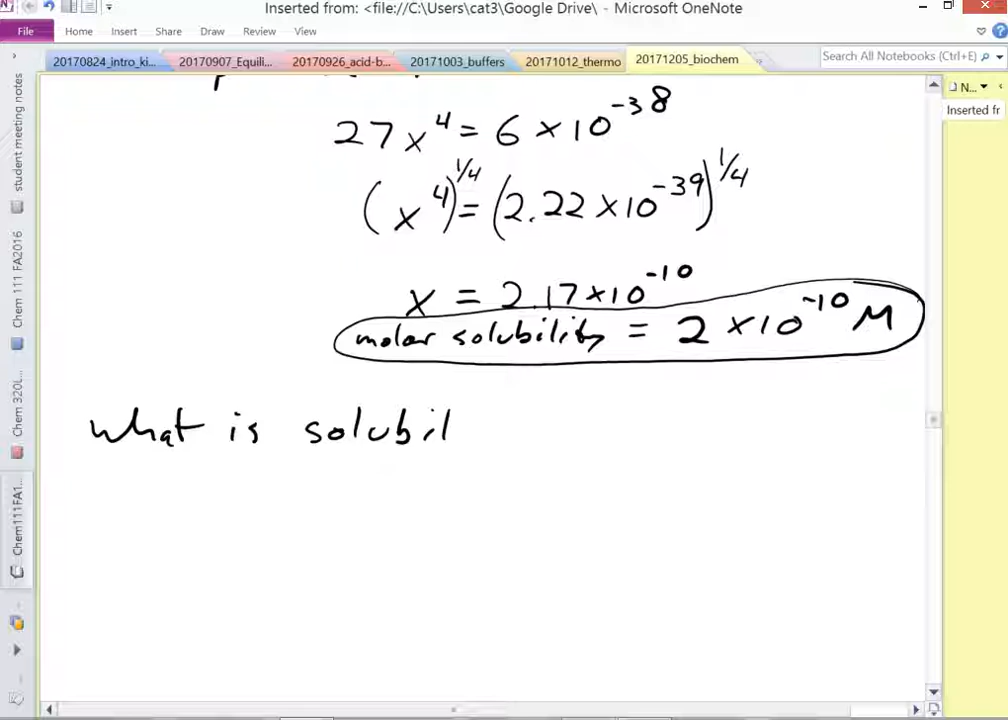 Inserted from: <file://C:\Users\cat3\Google Drive\ - Microsoft OneNote
File Home Insert Share Draw Review View
20170824_intro_ki... 20170907_Equili... 20170926_acid-b... 20171003_buffers 20171012_thermo 20171205_biochem
Search All Notebooks (Ctrl+E)
N...
Inserted fr
student meeting notes
Chem 111 FA2016
Chem 320L
Chem111FA1...
27x⁴ = 6 × 10⁻³⁸
(x⁴)^1/4 = (2.22 × 10⁻³⁹)^1/4
x = 2.17 × 10⁻¹⁰
molar solubility = 2 × 10⁻¹⁰ M
what is solubil